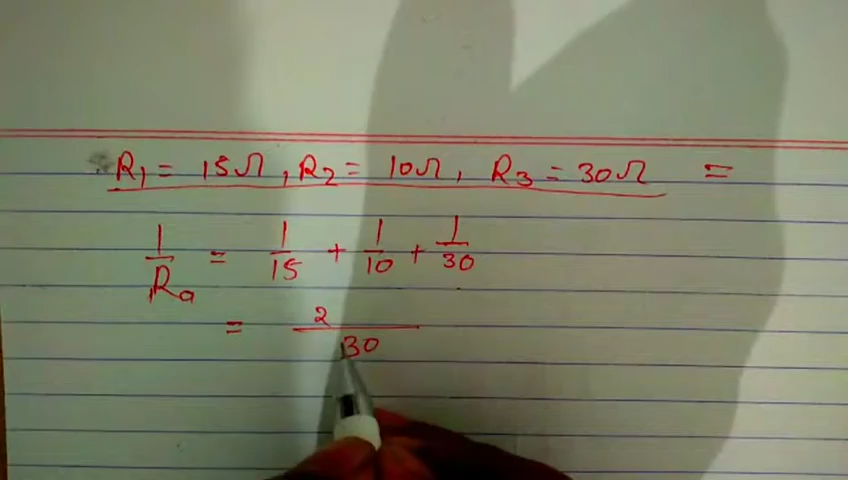 R1 = 15Ω, R2 = 10Ω, R3 = 30Ω =
1/Ra = 1/15 + 1/10 + 1/30
= 2/30